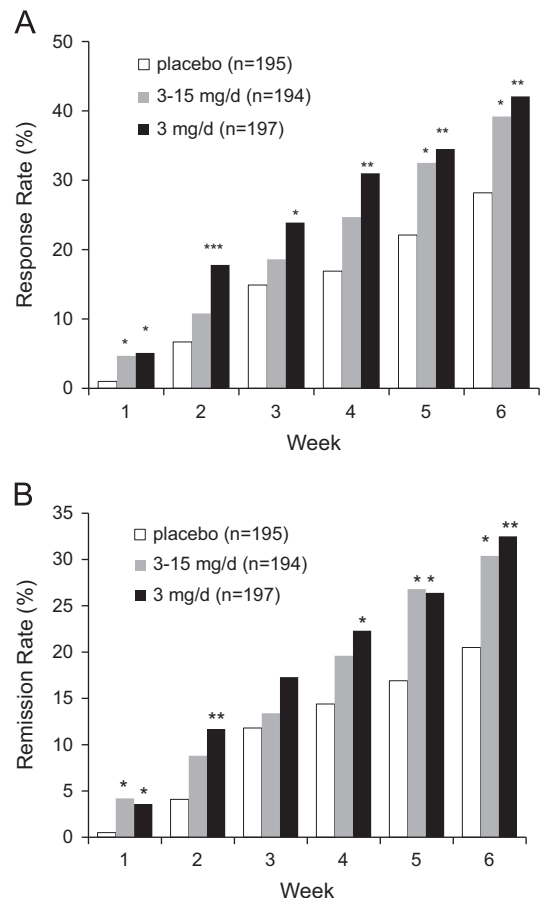 A
50
40
30
20
10
0
Response Rate (%)
placebo (n=195)
3-15 mg/d (n=194)
3 mg/d (n=197)
* * *** * ** * ** * **
1 2 3 4 5 6
Week
B
35
30
25
20
15
10
5
0
Remission Rate (%)
placebo (n=195)
3-15 mg/d (n=194)
3 mg/d (n=197)
* * ** * * * * **
1 2 3 4 5 6
Week